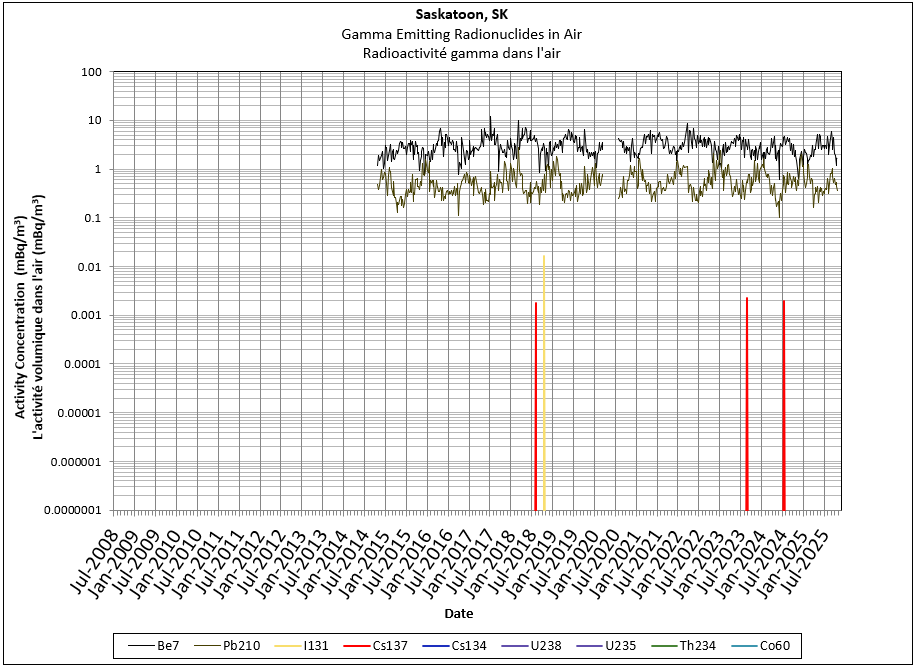 Saskatoon, SK
Gamma Emitting Radionuclides in Air
Radioactivité gamma dans l'air
Activity Concentration (mBq/m³)
L'activité volumique dans l'air (mBq/m³)
100
10
1
0.1
0.01
0.001
0.0001
0.00001
0.000001
0.0000001
Jul-2008
Jan-2009
Jul-2009
Jan-2010
Jul-2010
Jan-2011
Jul-2011
Jan-2012
Jul-2012
Jan-2013
Jul-2013
Jan-2014
Jul-2014
Jan-2015
Jul-2015
Jan-2016
Jul-2016
Jan-2017
Jul-2017
Jan-2018
Jul-2018
Jan-2019
Jul-2019
Jan-2020
Jul-2020
Jan-2021
Jul-2021
Jan-2022
Jul-2022
Jan-2023
Jul-2023
Jan-2024
Jul-2024
Jan-2025
Jul-2025
Date
Be7 Pb210 I131 Cs137 Cs134 U238 U235 Th234 Co60